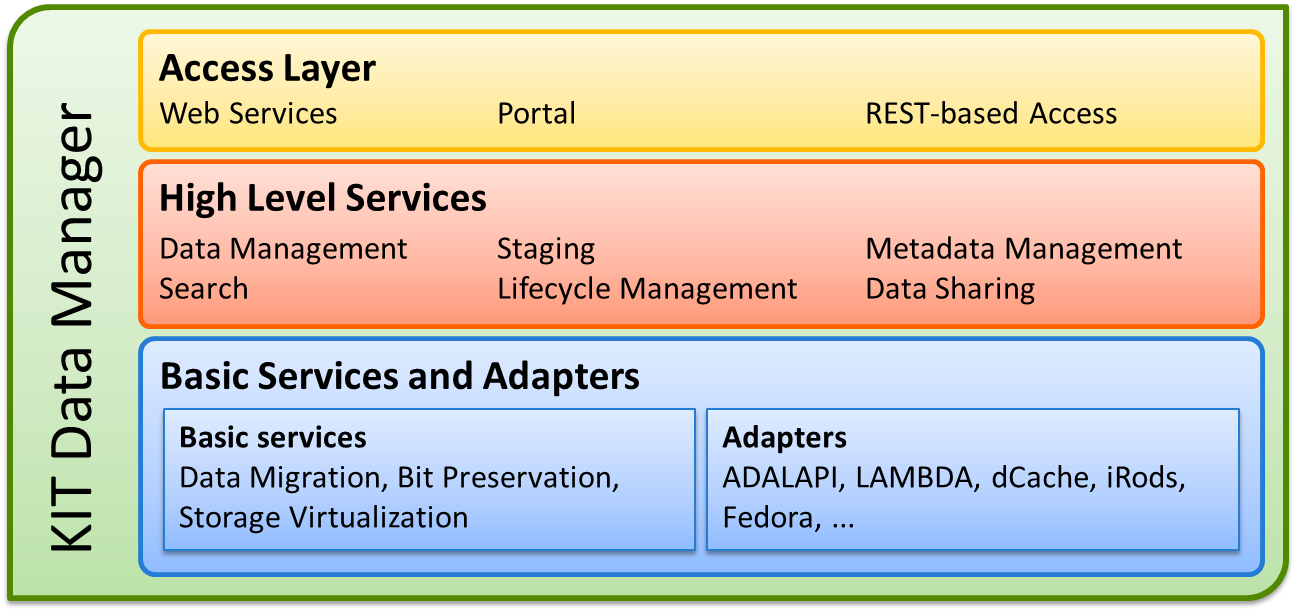 KIT Data Manager
Access Layer
Web Services Portal REST-based Access
High Level Services
Data Management Staging Metadata Management
Search Lifecycle Management Data Sharing
Basic Services and Adapters
Basic services
Data Migration, Bit Preservation,
Storage Virtualization
Adapters
ADALAPI, LAMBDA, dCache, iRods,
Fedora, ...